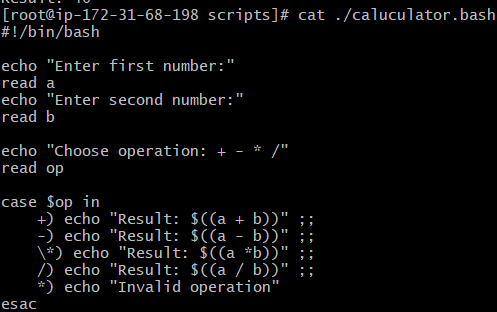 Result: 40
[root@ip-172-31-68-198 scripts]# cat ./caluculator.bash
#!/bin/bash

echo "Enter first number:"
read a
echo "Enter second number:"
read b

echo "Choose operation: + - * /"
read op

case $op in
    +) echo "Result: $((a + b))" ;;
    -) echo "Result: $((a - b))" ;;
    \*) echo "Result: $((a *b))" ;;
    /) echo "Result: $((a / b))" ;;
    *) echo "Invalid operation"
esac